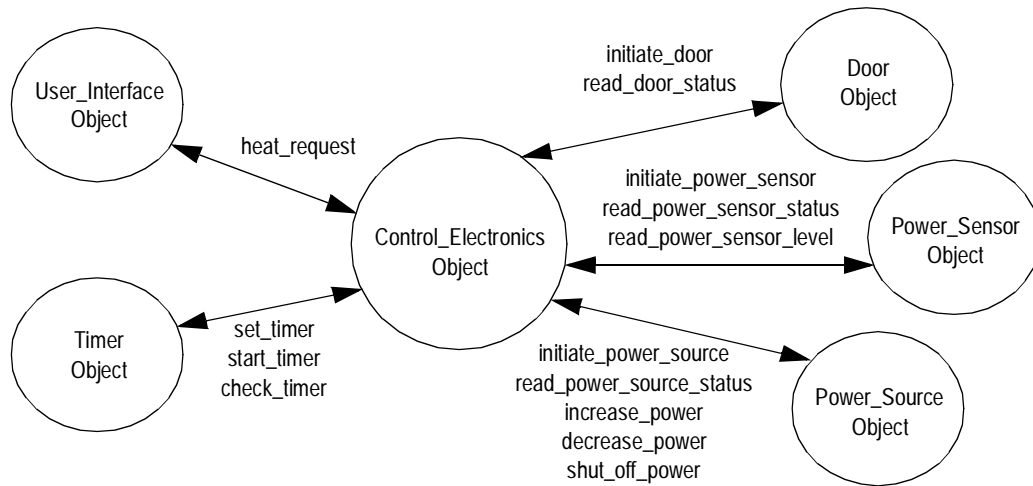 User_Interface
Object
heat_request
initiate_door
read_door_status
Door
Object
Control_Electronics
Object
initiate_power_sensor
read_power_sensor_status
read_power_sensor_level
Power_Sensor
Object
Timer
Object
set_timer
start_timer
check_timer
initiate_power_source
read_power_source_status
increase_power
decrease_power
shut_off_power
Power_Source
Object